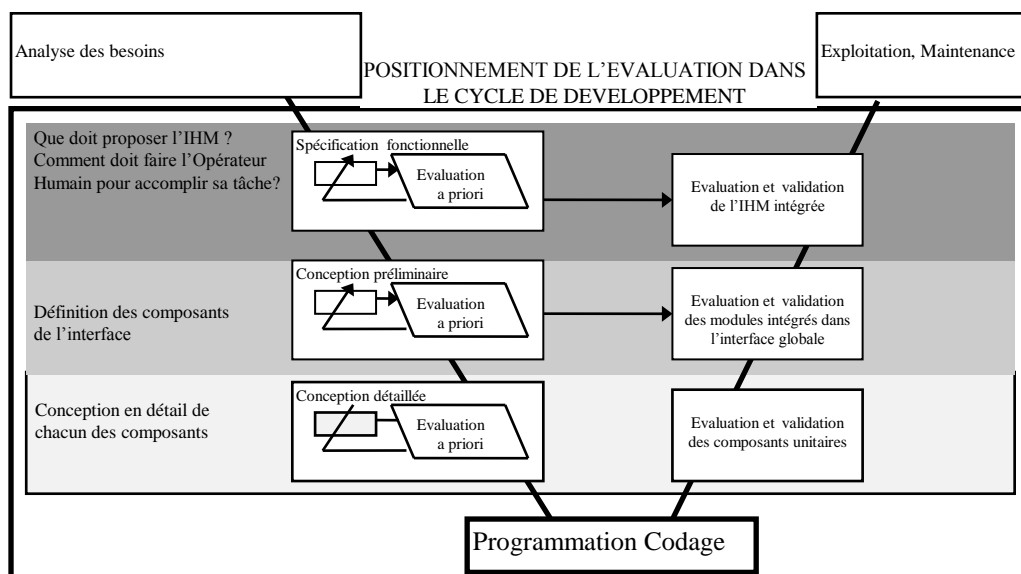 Analyse des besoins
Exploitation, Maintenance
POSITIONNEMENT DE L’EVALUATION DANS
LE CYCLE DE DEVELOPPEMENT
Que doit proposer l’IHM ?
Comment doit faire l’Opérateur
Humain pour accomplir sa tâche?
Spécification fonctionnelle
Evaluation
a priori
Evaluation et validation
de l’IHM intégrée
Définition des composants
de l’interface
Conception préliminaire
Evaluation
a priori
Evaluation et validation
des modules intégrés dans
l’interface globale
Conception en détail de
chacun des composants
Conception détaillée
Evaluation
a priori
Evaluation et validation
des composants unitaires
Programmation Codage